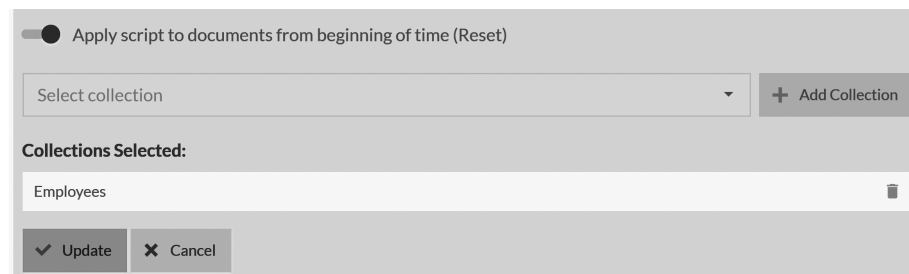 Apply script to documents from beginning of time (Reset)
Select collection
Add Collection
Collections Selected:
Employees
Update Cancel